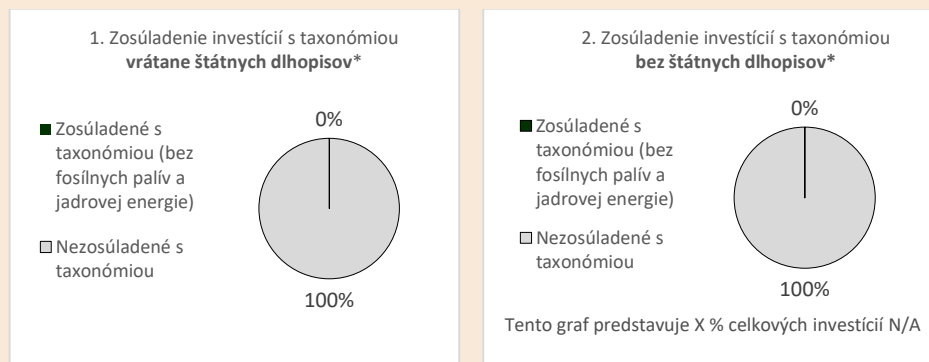 1. Zosúladenie investícií s taxonómiou
vrátane štátnych dlhopisov*
Zosúladené s
taxonómiou (bez
fosílnych palív a
jadrovej energie)
Nezosúladené s
taxonómiou
0%
100%
2. Zosúladenie investícií s taxonómiou
bez štátnych dlhopisov*
Zosúladené s
taxonómiou (bez
fosílnych palív a
jadrovej energie)
Nezosúladené s
taxonómiou
0%
100%
Tento graf predstavuje X % celkových investícií N/A